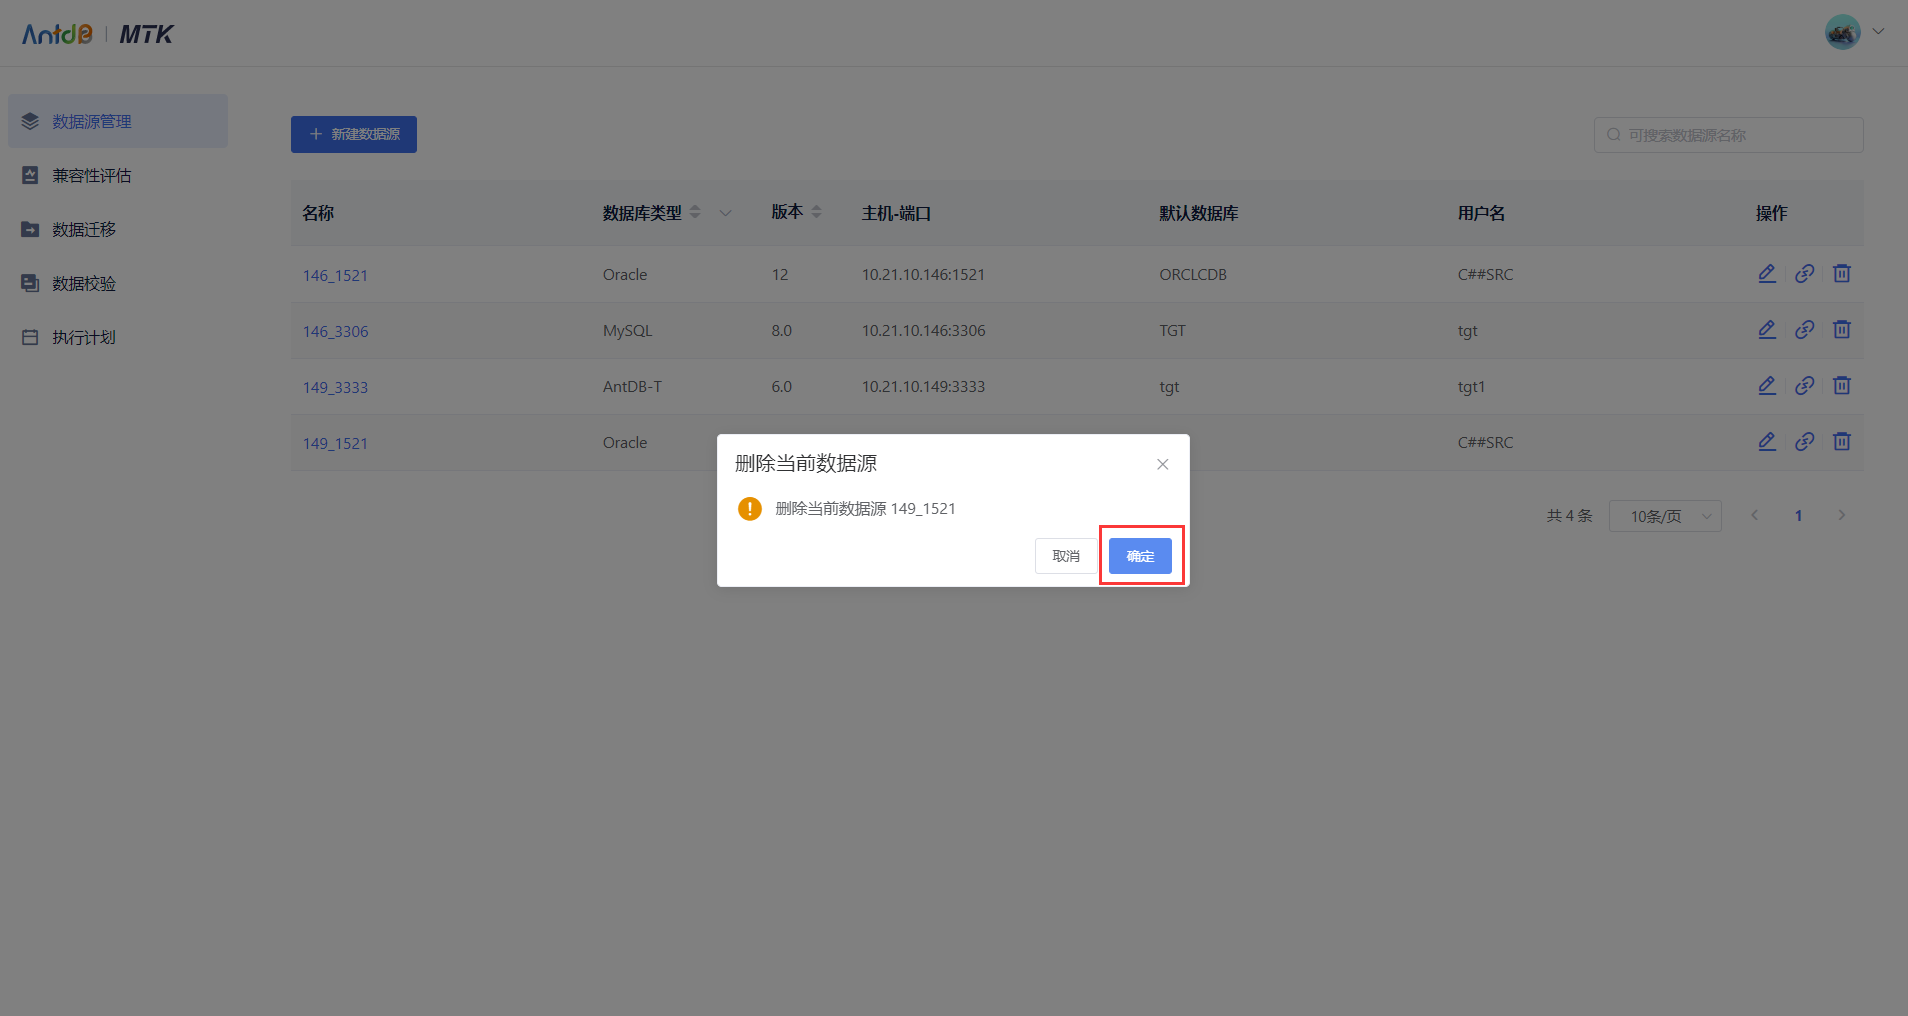 AntdB | MTK
数据源管理
兼容性评估
数据迁移
数据校验
执行计划
新建数据源
可搜索数据源名称
名称 数据库类型 版本 主机-端口 默认数据库 用户名 操作
146_1521 Oracle 12 10.21.10.146:1521 ORCLCDB C##SRC
146_3306 MySQL 8.0 10.21.10.146:3306 TGT tgt
149_3333 AntDB-T 6.0 10.21.10.149:3333 tgt tgt1
149_1521 Oracle C##SRC
删除当前数据源
删除当前数据源 149_1521
取消 确定
共 4 条 10条/页 1